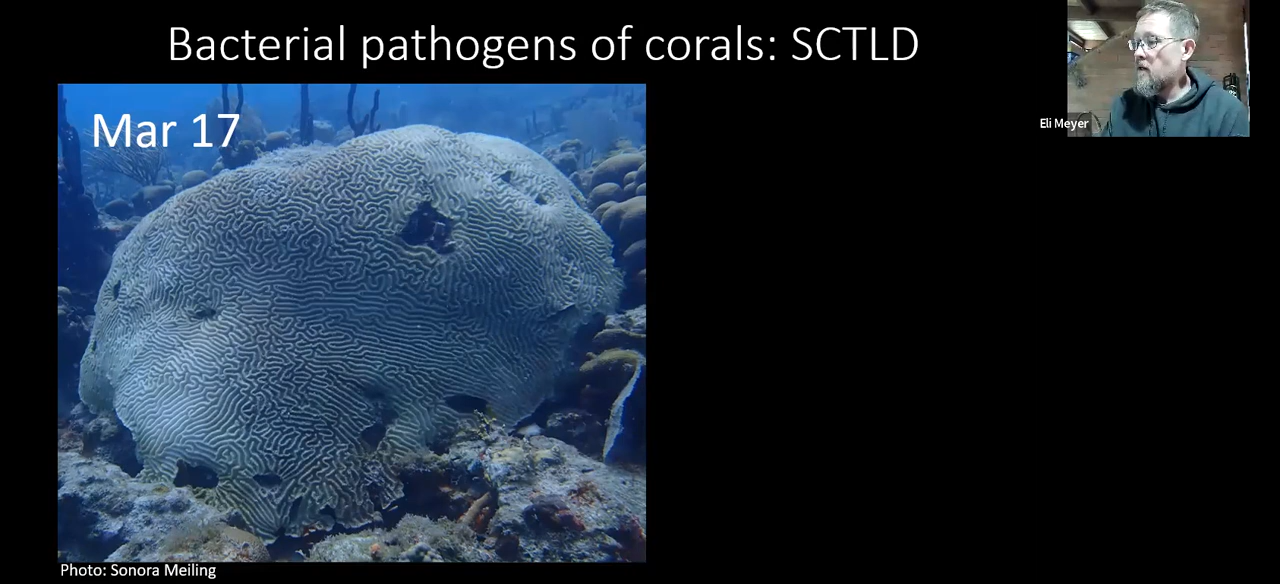 Bacterial pathogens of corals: SCTLD
Mar 17
Eli Meyer
Photo: Sonora Meiling